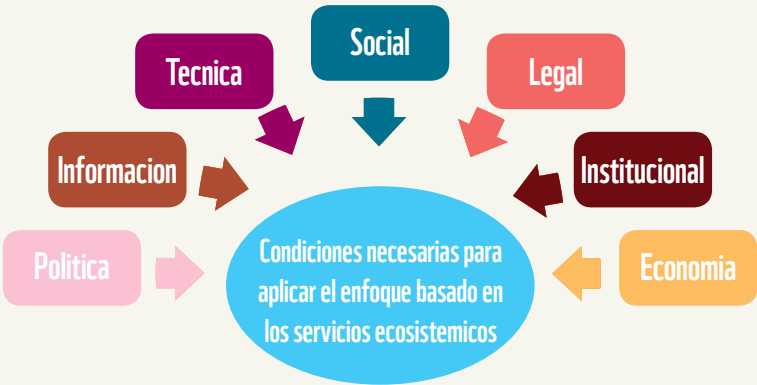 Social
Tecnica
Legal
Informacion
Institucional
Politica
Economia
Condiciones necesarias para
aplicar el enfoque basado en
los servicios ecosistemicos